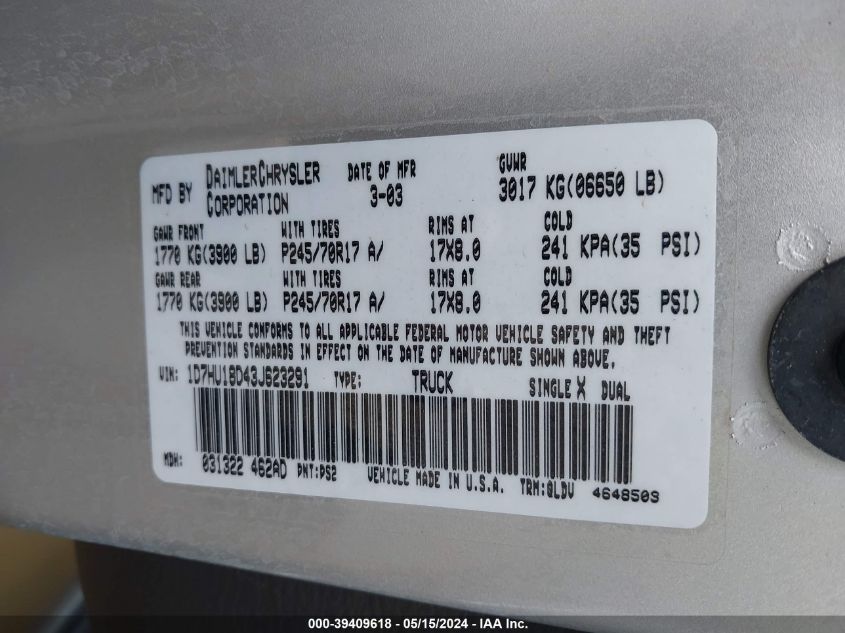 MFD BY DAIMLERCHRYSLER CORPORATION DATE OF MFR 3-03 GVWR 3017 KG(06650 LB)
GAWR FRONT WITH TIRES RIMS AT COLD
1770 KG(3900 LB) P245/70R17 A/ 17X8.0 241 KPA(35 PSI)
GAWR REAR WITH TIRES RIMS AT COLD
1770 KG(3900 LB) P245/70R17 A/ 17X8.0 241 KPA(35 PSI)
THIS VEHICLE CONFORMS TO ALL APPLICABLE FEDERAL MOTOR VEHICLE SAFETY AND THEFT
PREVENTION STANDARDS IN EFFECT ON THE DATE OF MANUFACTURE SHOWN ABOVE.
VIN: 1D7HU18D43J623291 TYPE: TRUCK SINGLE X DUAL
MDH: 031322 462AD PNT:PS2 VEHICLE MADE IN U.S.A. TRM:QLDV 4648509
000-39409618 - 05/15/2024 - IAA Inc.